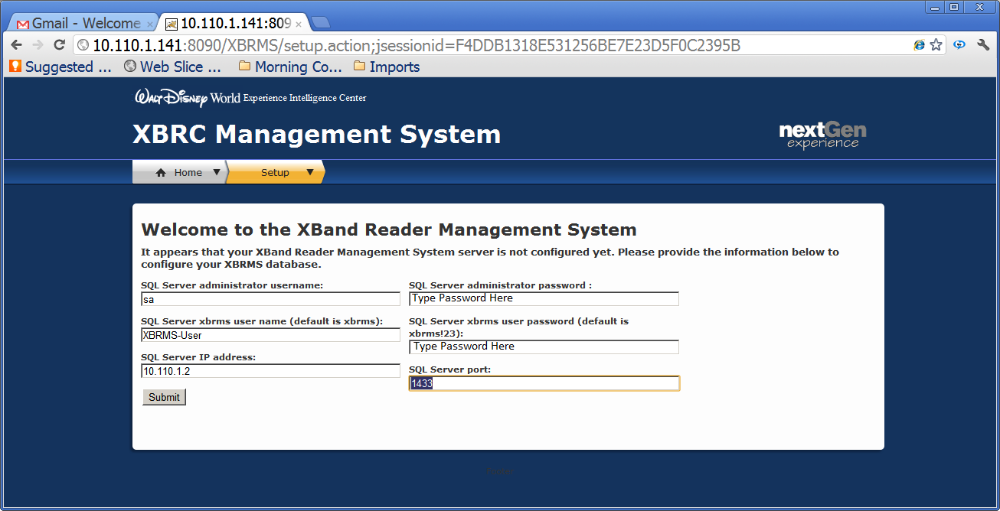 Gmail - Welcome
10.110.1.141:809
10.110.1.141:8090/XBRMS/setup.action;jsessionid=F4DDB1318E531256BE7E23D5F0C2395B
Suggested ... Web Slice ... Morning Co... Imports
Walt Disney World Experience Intelligence Center
XBRC Management System
nextGen
experience
Home Setup
Welcome to the XBand Reader Management System
It appears that your XBand Reader Management System server is not configured yet. Please provide the information below to
configure your XBRMS database.
SQL Server administrator username:
sa
SQL Server administrator password :
Type Password Here
SQL Server xbrms user name (default is xbrms):
XBRMS-User
SQL Server xbrms user password (default is
xbrms!23):
Type Password Here
SQL Server IP address:
10.110.1.2
SQL Server port:
1433
Submit